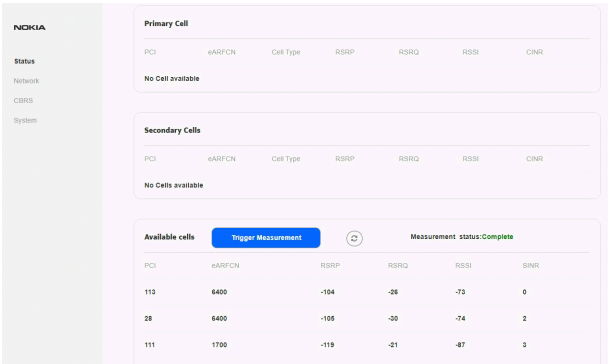 NOKIA
Status
Network
CBRS
System
Primary Cell
PCI eARFCN Cell Type RSRP RSRQ RSSI CINR
No Cell available
Secondary Cells
PCI eARFCN Cell Type RSRP RSRQ RSSI CINR
No Cells available
Available cells Trigger Measurement Measurement status:Complete
PCI eARFCN RSRP RSRQ RSSI SINR
113 6400 -104 -26 -73 0
28 6400 -105 -30 -74 2
111 1700 -119 -21 -87 3